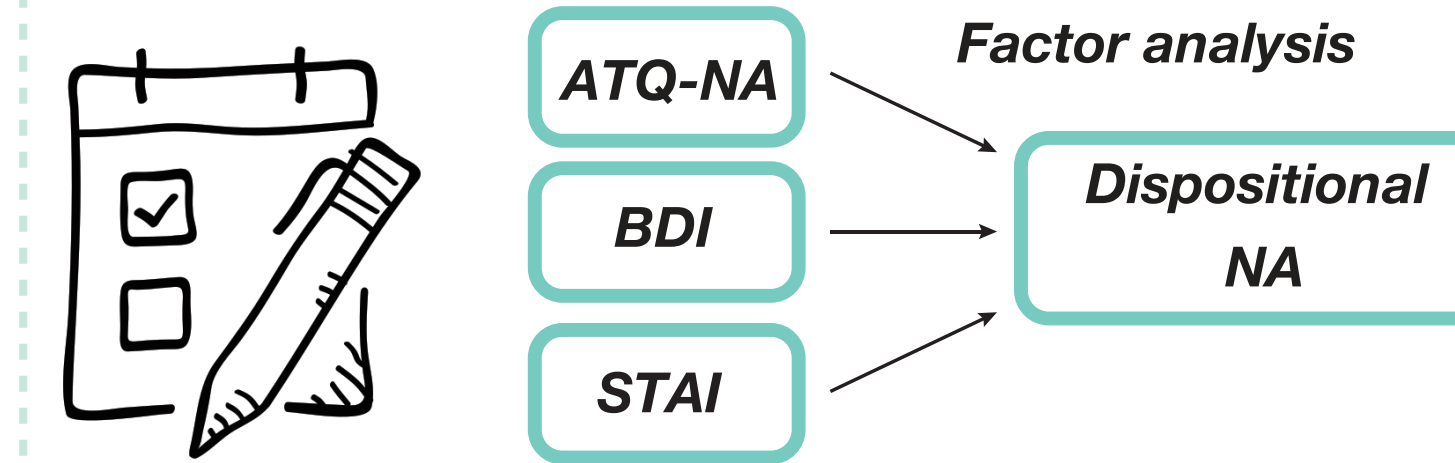 ATQ-NA
BDI
STAI
Factor analysis
Dispositional
NA